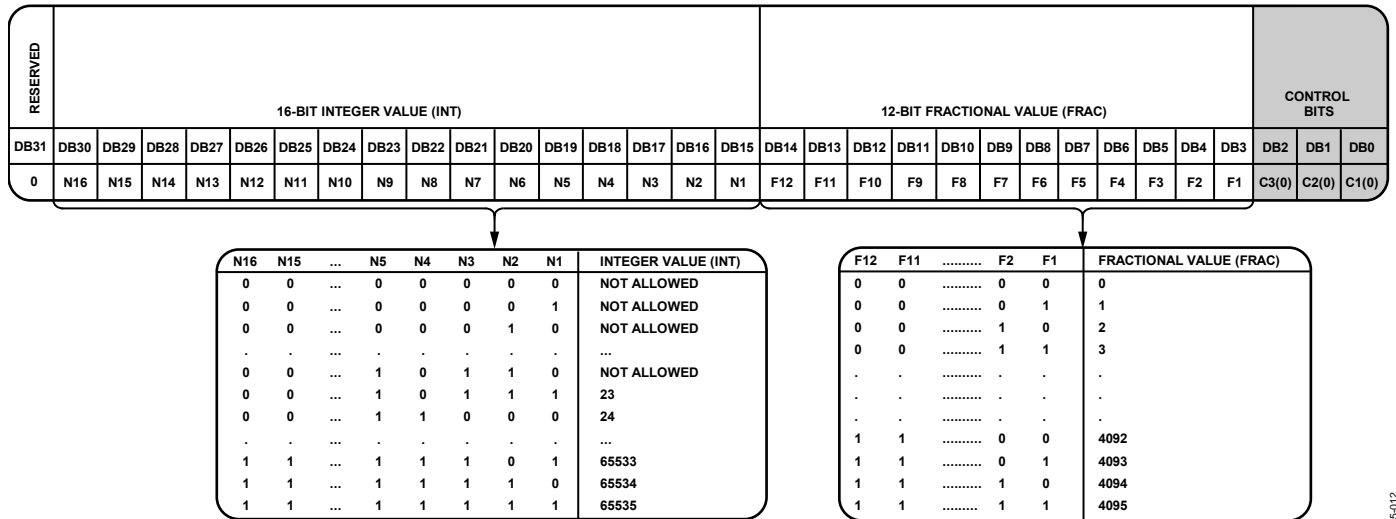 RESERVED
16-BIT INTEGER VALUE (INT) 12-BIT FRACTIONAL VALUE (FRAC) CONTROL BITS
DB31 DB30 DB29 DB28 DB27 DB26 DB25 DB24 DB23 DB22 DB21 DB20 DB19 DB18 DB17 DB16 DB15 DB14 DB13 DB12 DB11 DB10 DB9 DB8 DB7 DB6 DB5 DB4 DB3 DB2 DB1 DB0
0 N16 N15 N14 N13 N12 N11 N10 N9 N8 N7 N6 N5 N4 N3 N2 N1 F12 F11 F10 F9 F8 F7 F6 F5 F4 F3 F2 F1 C3(0) C2(0) C1(0)
N16 N15 ... N5 N4 N3 N2 N1 INTEGER VALUE (INT)
0 0 ... 0 0 0 0 0 NOT ALLOWED
0 0 ... 0 0 0 0 1 NOT ALLOWED
0 0 ... 0 0 0 1 0 NOT ALLOWED
. . ... . . . . . ...
0 0 ... 1 0 1 1 0 NOT ALLOWED
0 0 ... 1 0 1 1 1 23
0 0 ... 1 1 0 0 0 24
. . ... . . . . . ...
1 1 ... 1 1 1 0 1 65533
1 1 ... 1 1 1 1 0 65534
1 1 ... 1 1 1 1 1 65535
F12 F11 .......... F2 F1 FRACTIONAL VALUE (FRAC)
0 0 .......... 0 0 0
0 0 .......... 0 1 1
0 0 .......... 1 0 2
0 0 .......... 1 1 3
. . .......... . . .
. . .......... . . .
. . .......... . . .
1 1 .......... 0 0 4092
1 1 .......... 0 1 4093
1 1 .......... 1 0 4094
1 1 ......... 1 1 4095